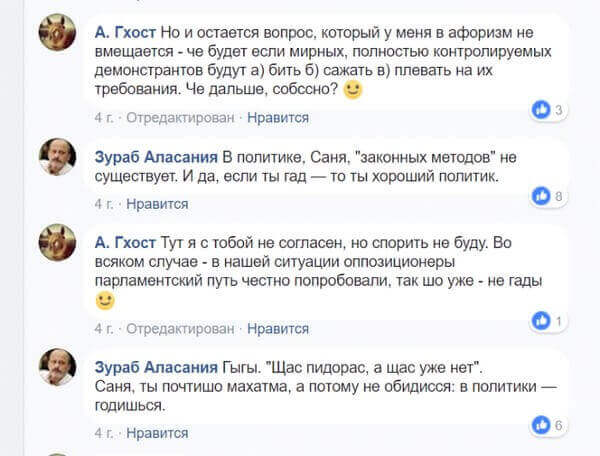 А. Гхост Но и остается вопрос, который у меня в афоризм не
вмещается - че будет если мирных, полностью контролируемых
демонстрантов будут а) бить б) сажать в) плевать на их
требования. Че дальше, собссно? 🙂
3
4 г. · Отредактирован · Нравится
Зураб Аласания В политике, Саня, "законных методов" не
существует. И да, если ты гад — то ты хороший политик.
8
4 г. · Нравится
А. Гхост Тут я с тобой не согласен, но спорить не буду. Во
всяком случае - в нашей ситуации оппозиционеры
парламентский путь честно попробовали, так шо уже - не гады
🙂
1
4 г. · Отредактирован · Нравится
Зураб Аласания Гыгы. "Щас пидорас, а щас уже нет".
Саня, ты почтишо махатма, а потому не обидисся: в политики —
годишься.
6
4 г. · Нравится